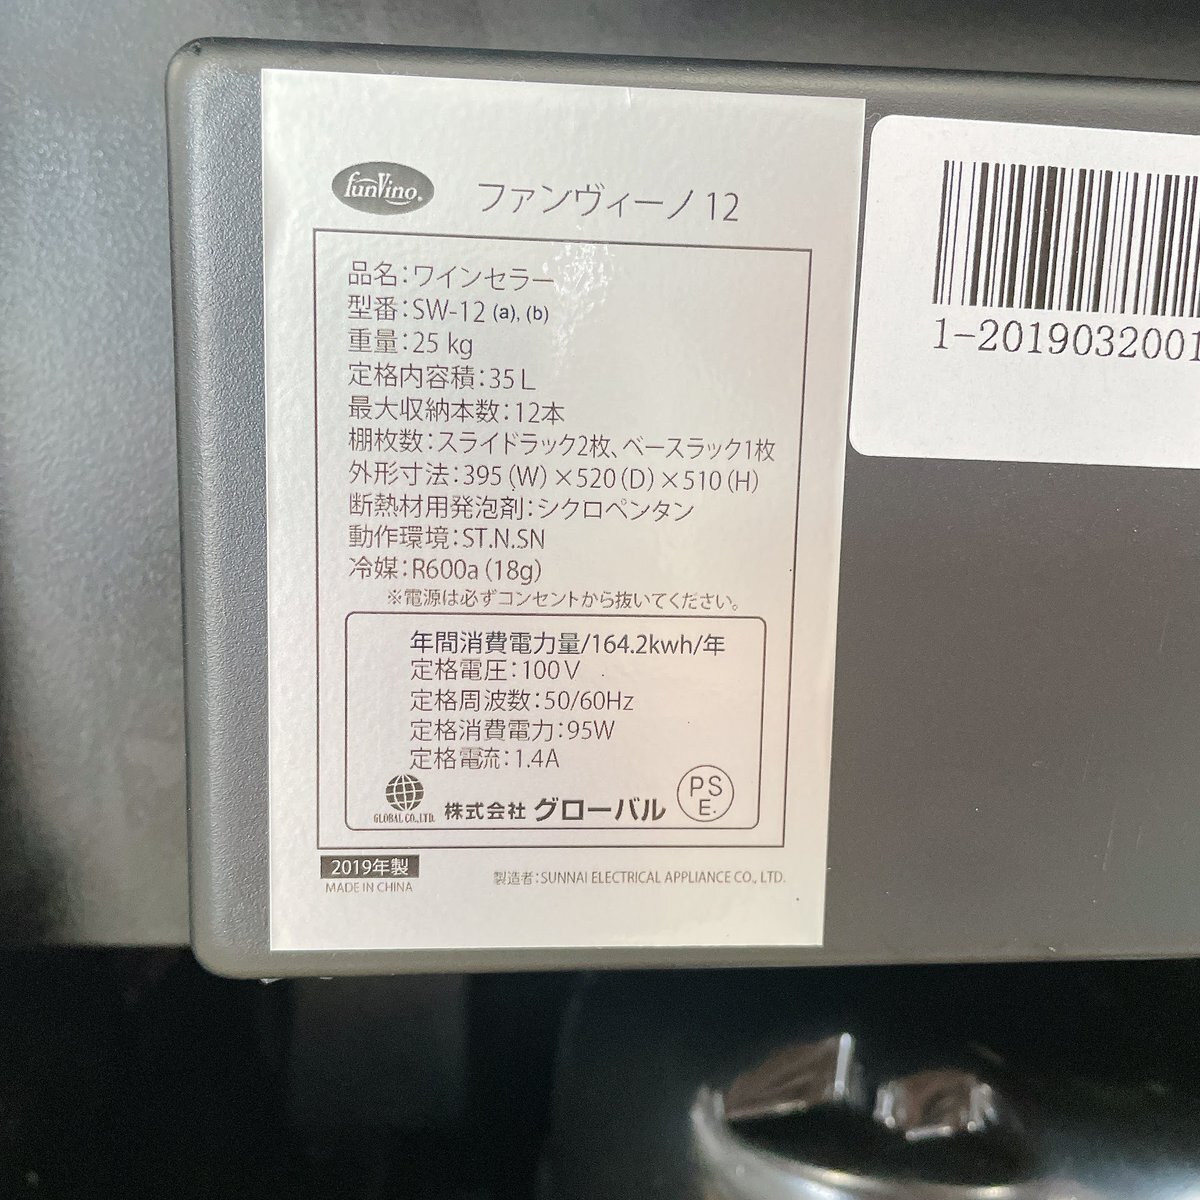 funVino® ファンヴィーノ 12
品名：ワインセラー
型番：SW-12 (a), (b)
重量：25 kg
定格内容積：35L
最大収納本数：12本
棚枚数：スライドラック2枚、ベースラック1枚
外形寸法：395 (W) ×520 (D) ×510 (H)
断熱材用発泡剤：シクロペンタン
動作環境：ST.N.SN
冷媒：R600a (18g)
※電源は必ずコンセントから抜いてください。
年間消費電力量/164.2kwh/年
定格電圧：100V
定格周波数：50/60Hz
定格消費電力：95W
定格電流：1.4A
GLOBAL CO.,LTD. 株式会社 グローバル PS E.
2019年製
MADE IN CHINA
製造者：SUNNAI ELECTRICAL APPLIANCE CO., LTD.
1-2019032001